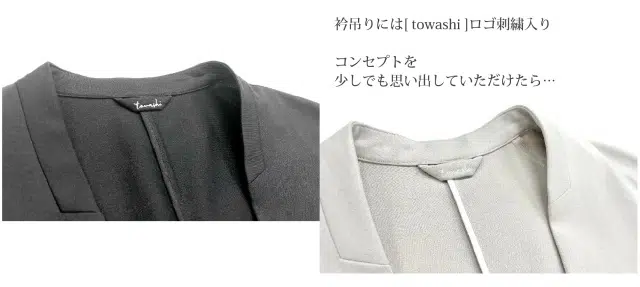 衿吊りには[ towashi ]ロゴ刺繍入り
コンセプトを
少しでも思い出していただけたら…
towashi
towashi